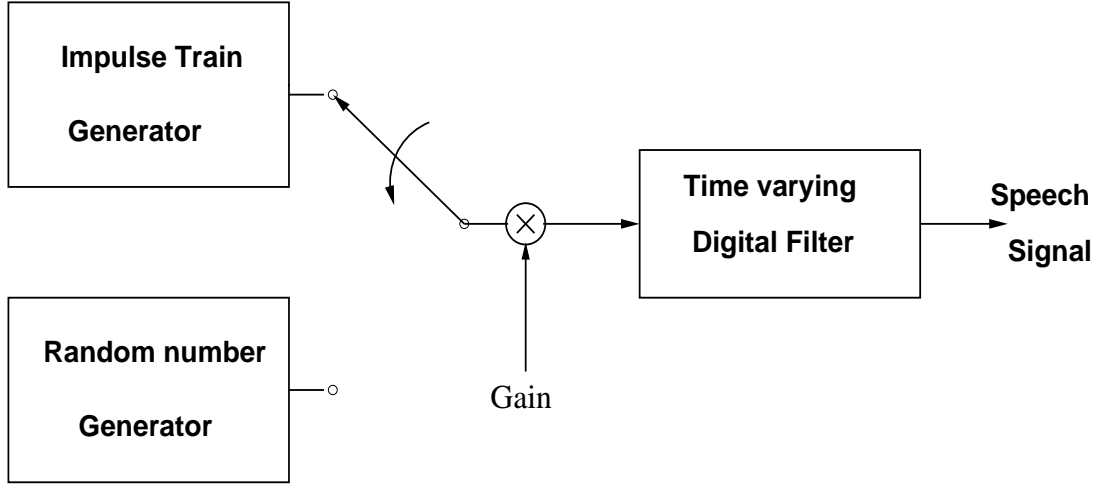 Impulse Train
Generator
Time varying
Digital Filter
Speech
Signal
Random number
Generator
Gain